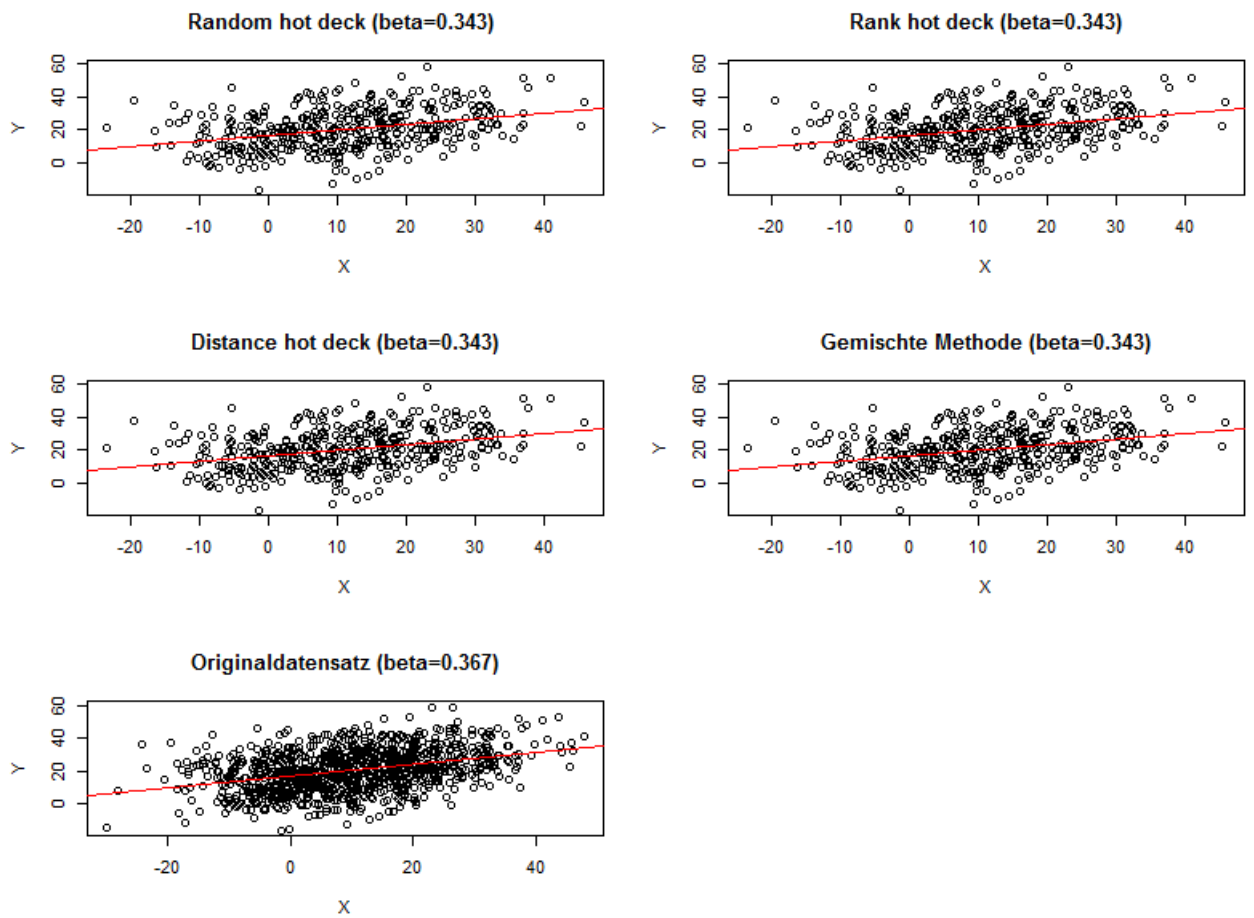 Random hot deck (beta=0.343)
Y
60
40
20
0
-20 -10 0 10 20 30 40
X
Rank hot deck (beta=0.343)
Y
60
40
20
0
-20 -10 0 10 20 30 40
X
Distance hot deck (beta=0.343)
Y
60
40
20
0
-20 -10 0 10 20 30 40
X
Gemischte Methode (beta=0.343)
Y
60
40
20
0
-20 -10 0 10 20 30 40
X
Originaldatensatz (beta=0.367)
Y
60
40
20
0
-20 0 20 40
X